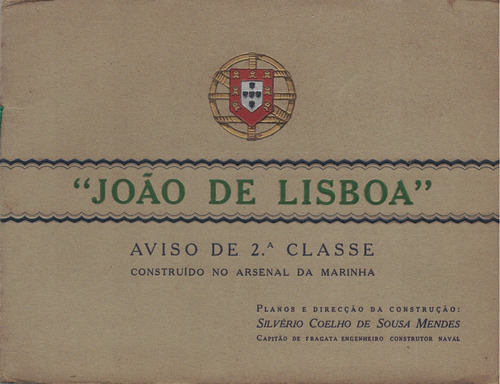 "JOÃO DE LISBOA"
AVISO DE 2.ª CLASSE
CONSTRUÍDO NO ARSENAL DA MARINHA
PLANOS E DIRECÇÃO DA CONSTRUÇÃO:
SILVÉRIO COELHO DE SOUSA MENDES
CAPITÃO DE FRAGATA ENGENHEIRO CONSTRUTOR NAVAL